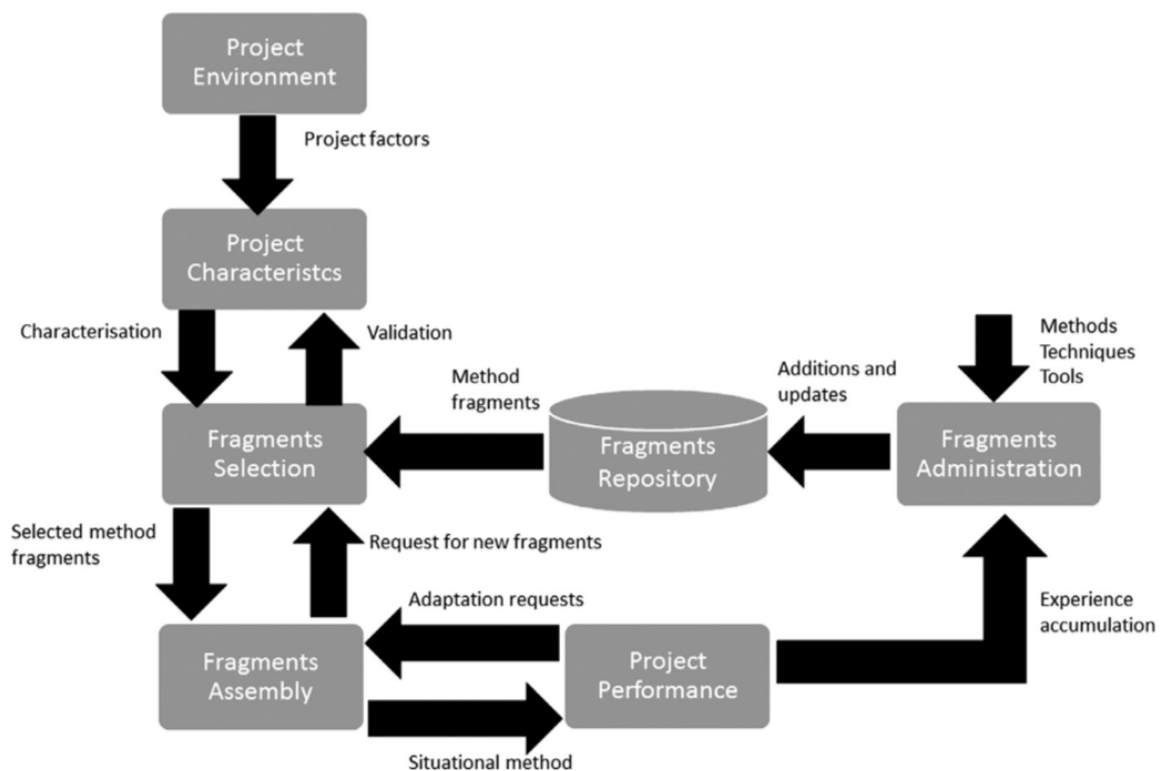 Project
Environment
Project factors
Project
Characteristcs
Characterisation
Validation
Methods
Techniques
Tools
Additions and
updates
Method
fragments
Fragments
Selection
Fragments
Repository
Fragments
Administration
Selected method
fragments
Request for new fragments
Adaptation requests
Experience
accumulation
Fragments
Assembly
Project
Performance
Situational method